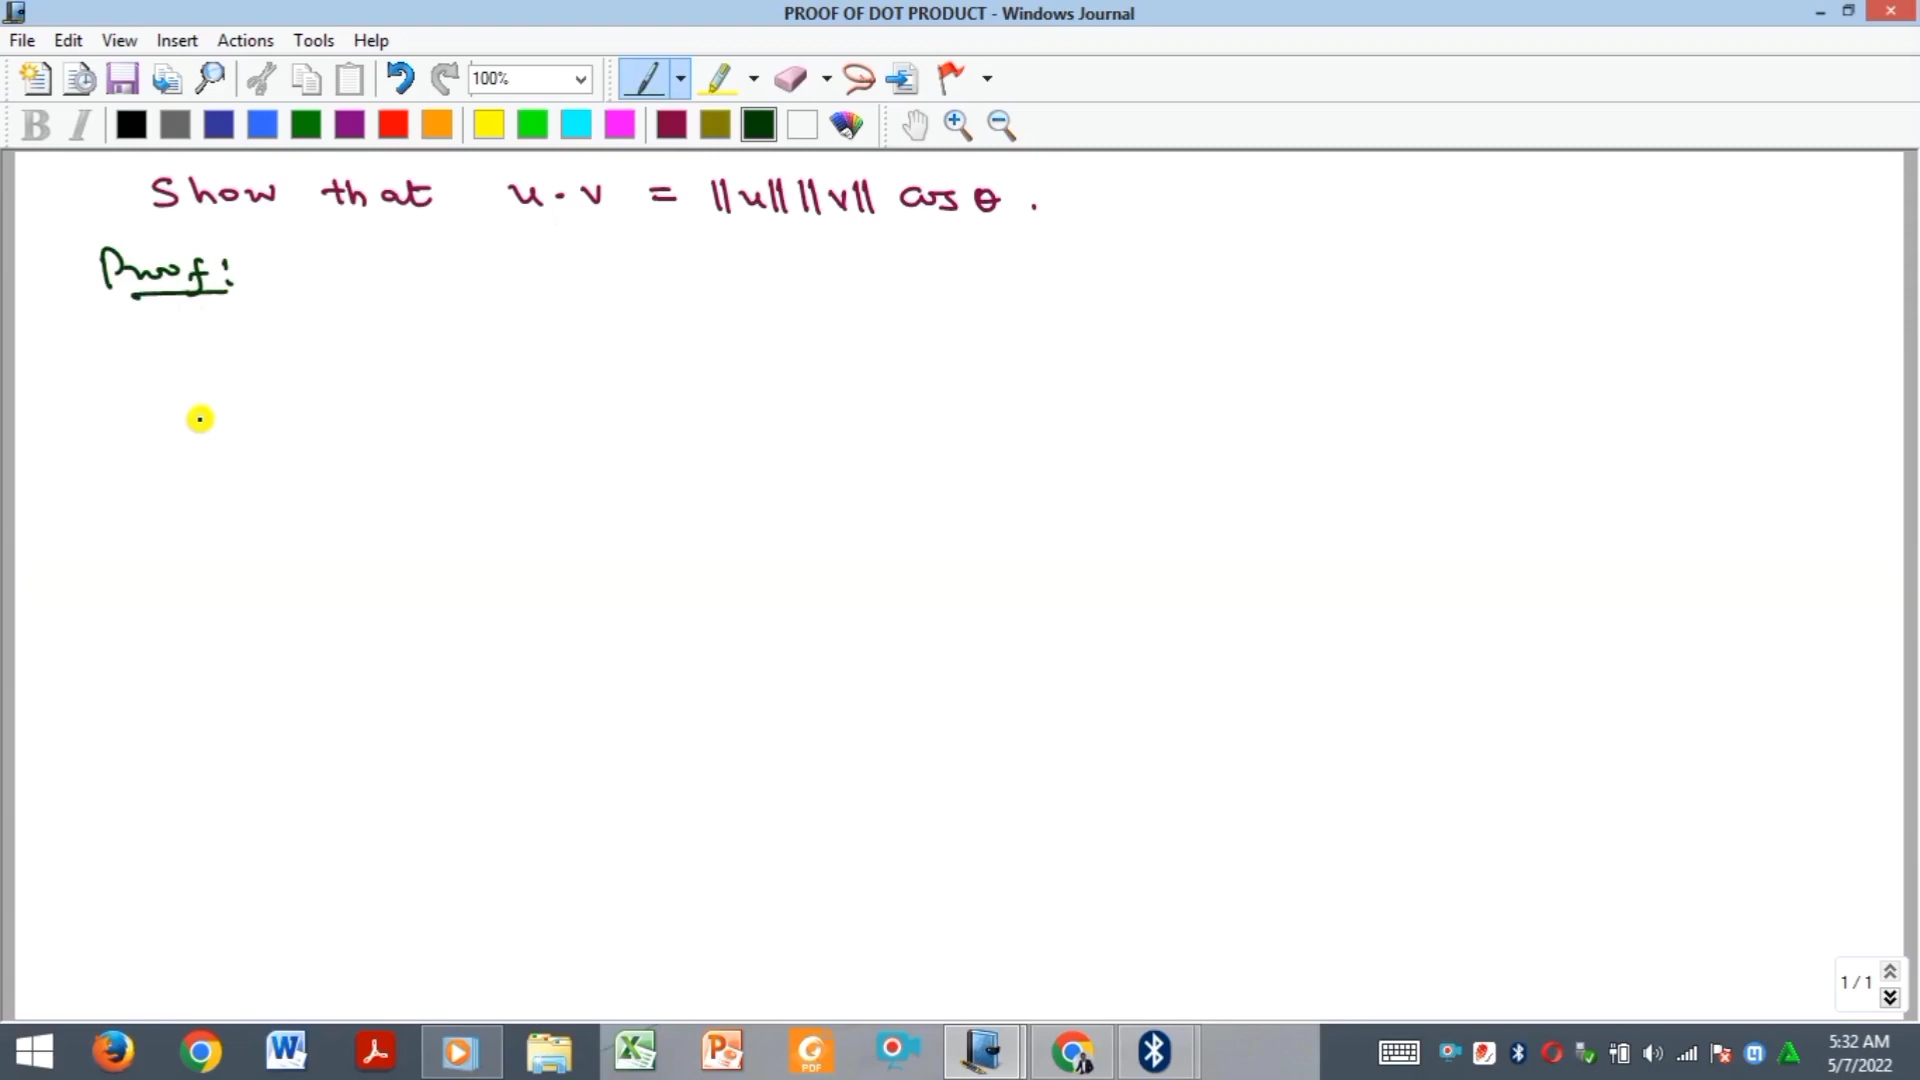 PROOF OF DOT PRODUCT - Windows Journal
File Edit View Insert Actions Tools Help
100%
B I
Show that u · v = ||u|| ||v|| cos θ .
Proof:
1 / 1
5:32 AM
5/7/2022